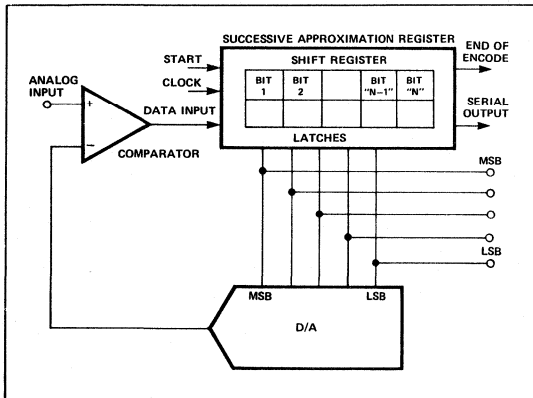 SUCCESSIVE APPROXIMATION REGISTER
START
SHIFT REGISTER
END OF
ENCODE
ANALOG
INPUT
CLOCK
BIT
1
BIT
2
BIT
"N-1"
BIT
"N"
+
DATA INPUT
SERIAL
OUTPUT
−
COMPARATOR
LATCHES
MSB
LSB
MSB
LSB
D/A